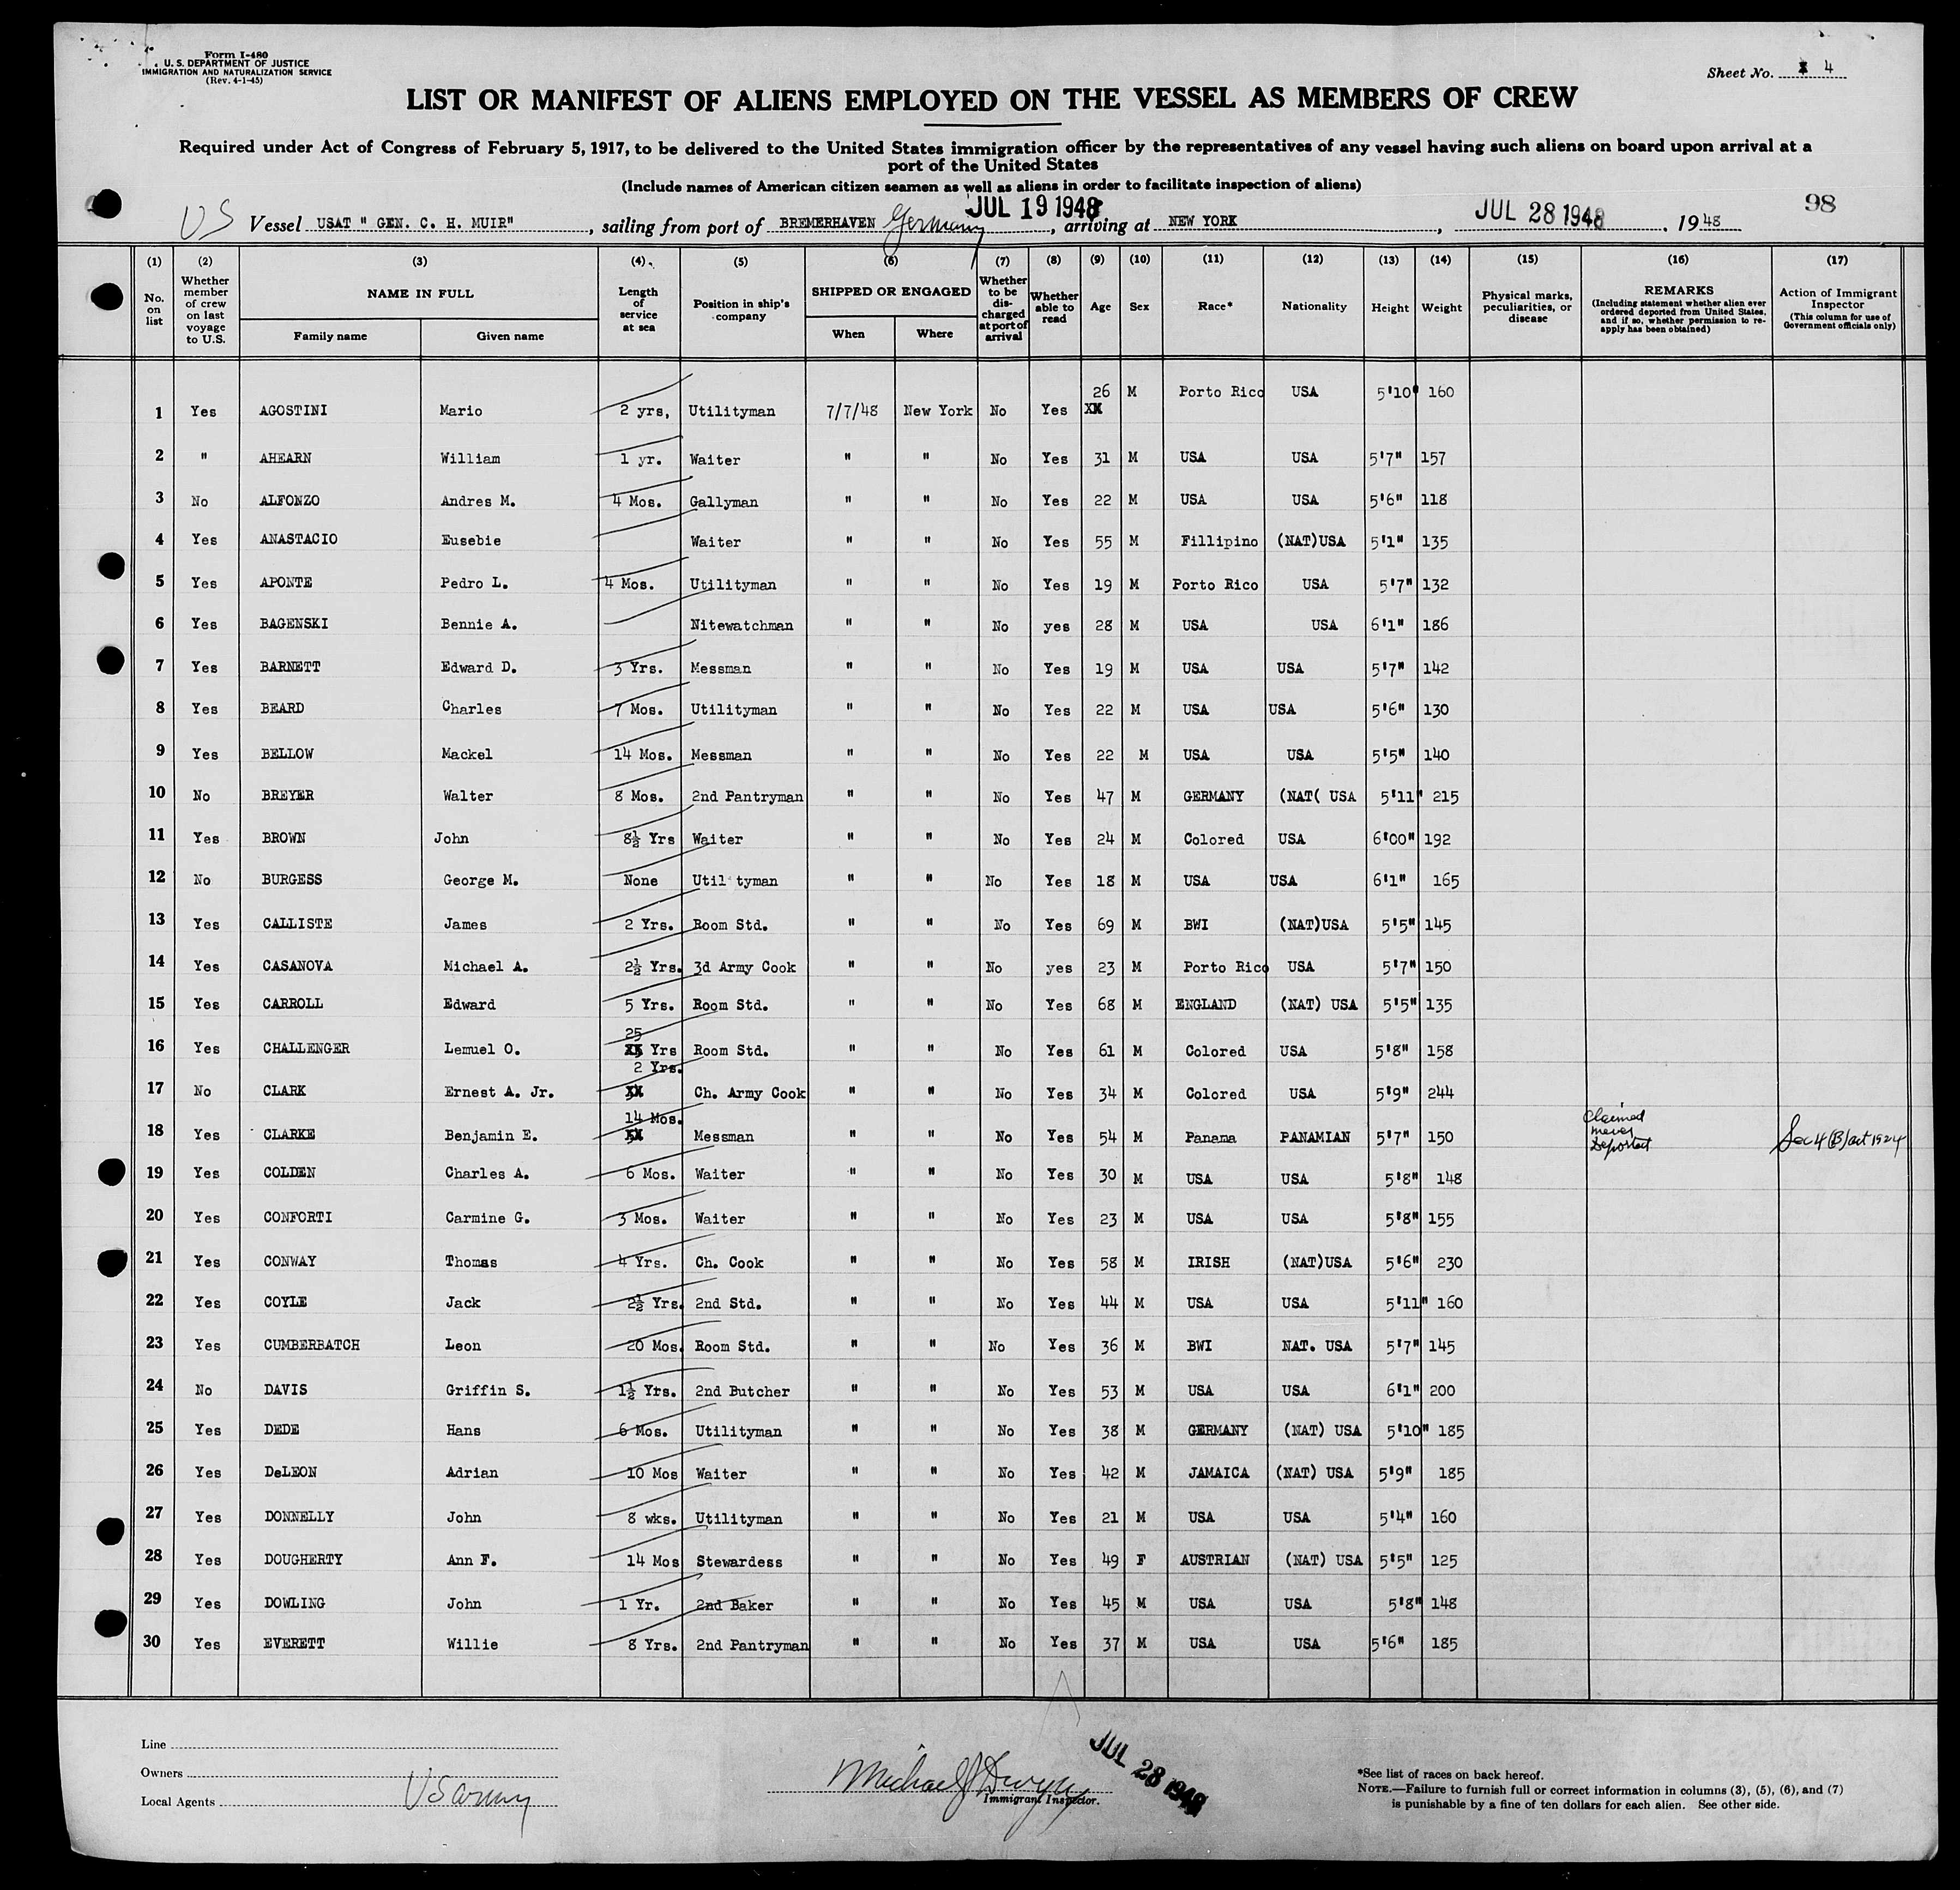 Form I-480
U. S. DEPARTMENT OF JUSTICE
IMMIGRATION AND NATURALIZATION SERVICE
(Rev. 4-1-45)
Sheet No. 4
LIST OR MANIFEST OF ALIENS EMPLOYED ON THE VESSEL AS MEMBERS OF CREW
Required under Act of Congress of February 5, 1917, to be delivered to the United States immigration officer by the representatives of any vessel having such aliens on board upon arrival at a
port of the United States
(Include names of American citizen seamen as well as aliens in order to facilitate inspection of aliens)
98
JUL 19 1948
JUL 28 1948
US Vessel USAT " GEN. C. H. MUIR" , sailing from port of BREMERHAVEN Germany , arriving at NEW YORK , , 1948
(1) No. on list (2) Whether member of crew on last voyage to U.S. (3) NAME IN FULL Family name Given name (4) Length of service at sea (5) Position in ship's company (6) SHIPPED OR ENGAGED When Where (7) Whether to be discharged at port of arrival (8) Whether able to read (9) Age (10) Sex (11) Race* (12) Nationality (13) Height (14) Weight (15) Physical marks, peculiarities, or disease (16) REMARKS (Including statement whether alien ever ordered deported from United States, and if so, whether permission to reapply has been obtained) (17) Action of Immigrant Inspector (This column for use of Government officials only)
1 Yes AGOSTINI Mario 2 yrs, Utilityman 7/7/48 New York No Yes 26 XX M Porto Rico USA 5'10" 160
2 " AHEARN William 1 yr. Waiter " " No Yes 31 M USA USA 5'7" 157
3 No ALFONZO Andres M. 4 Mos. Gallyman " " No Yes 22 M USA USA 5'6" 118
4 Yes ANASTACIO Eusebie Waiter " " No Yes 55 M Fillipino (NAT)USA 5'1" 135
5 Yes APONTE Pedro L. 4 Mos. Utilityman " " No Yes 19 M Porto Rico USA 5'7" 132
6 Yes BAGENSKI Bennie A. Nitewatchman " " No yes 28 M USA USA 6'1" 186
7 Yes BARNETT Edward D. 3 Yrs. Messman " " No Yes 19 M USA USA 5'7" 142
8 Yes BEARD Charles 7 Mos. Utilityman " " No Yes 22 M USA USA 5'6" 130
9 Yes BELLOW Mackel 14 Mos. Messman " " No Yes 22 M USA USA 5'5" 140
10 No BREYER Walter 8 Mos. 2nd Pantryman " " No Yes 47 M GERMANY (NAT( USA 5'11" 215
11 Yes BROWN John 8½ Yrs Waiter " " No Yes 24 M Colored USA 6'00" 192
12 No BURGESS George M. None Util tyman " " No Yes 18 M USA USA 6'1" 165
13 Yes CALLISTE James 2 Yrs. Room Std. " " No Yes 69 M BWI (NAT)USA 5'5" 145
14 Yes CASANOVA Michael A. 2½ Yrs. 3d Army Cook " " No yes 23 M Porto Rico USA 5'7" 150
15 Yes CARROLL Edward 5 Yrs. Room Std. " " No Yes 68 M ENGLAND (NAT) USA 5'5" 135
16 Yes CHALLENGER Lemuel O. 25 XX Yrs Room Std. " " No Yes 61 M Colored USA 5'8" 158
17 No CLARK Ernest A. Jr. 2 Yrs. XX Ch. Army Cook " " No Yes 34 M Colored USA 5'9" 244
18 Yes CLARKE Benjamin E. 14 Mos. XX Messman " " No Yes 54 M Panama PANAMIAN 5'7" 150 Claimed never Deported Sec 4 (B) act 1924
19 Yes COLDEN Charles A. 6 Mos. Waiter " " No Yes 30 M USA USA 5'8" 148
20 Yes CONFORTI Carmine G. 3 Mos. Waiter " " No Yes 23 M USA USA 5'8" 155
21 Yes CONWAY Thomas 4 Yrs. Ch. Cook " " No Yes 58 M IRISH (NAT)USA 5'6" 230
22 Yes COYLE Jack 2½ Yrs. 2nd Std. " " No Yes 44 M USA USA 5'11" 160
23 Yes CUMBERBATCH Leon 20 Mos. Room Std. " " No Yes 36 M BWI NAT. USA 5'7" 145
24 No DAVIS Griffin S. 1½ Yrs. 2nd Butcher " " No Yes 53 M USA USA 6'1" 200
25 Yes DEDE Hans 6 Mos. Utilityman " " No Yes 38 M GERMANY (NAT) USA 5'10" 185
26 Yes DeLEON Adrian 10 Mos Waiter " " No Yes 42 M JAMAICA (NAT) USA 5'9" 185
27 Yes DONNELLY John 8 wks. Utilityman " " No Yes 21 M USA USA 5'4" 160
28 Yes DOUGHERTY Ann F. 14 Mos Stewardess " " No Yes 49 F AUSTRIAN (NAT) USA 5'5" 125
29 Yes DOWLING John 1 Yr. 2nd Baker " " No Yes 45 M USA USA 5'8" 148
30 Yes EVERETT Willie 8 Yrs. 2nd Pantryman " " No Yes 37 M USA USA 5'6" 185
Line
Owners
Local Agents US army
Michael J Dwyer
Immigrant Inspector.
JUL 28 1948
*See list of races on back hereof.
NOTE.—Failure to furnish full or correct information in columns (3), (5), (6), and (7)
is punishable by a fine of ten dollars for each alien. See other side.